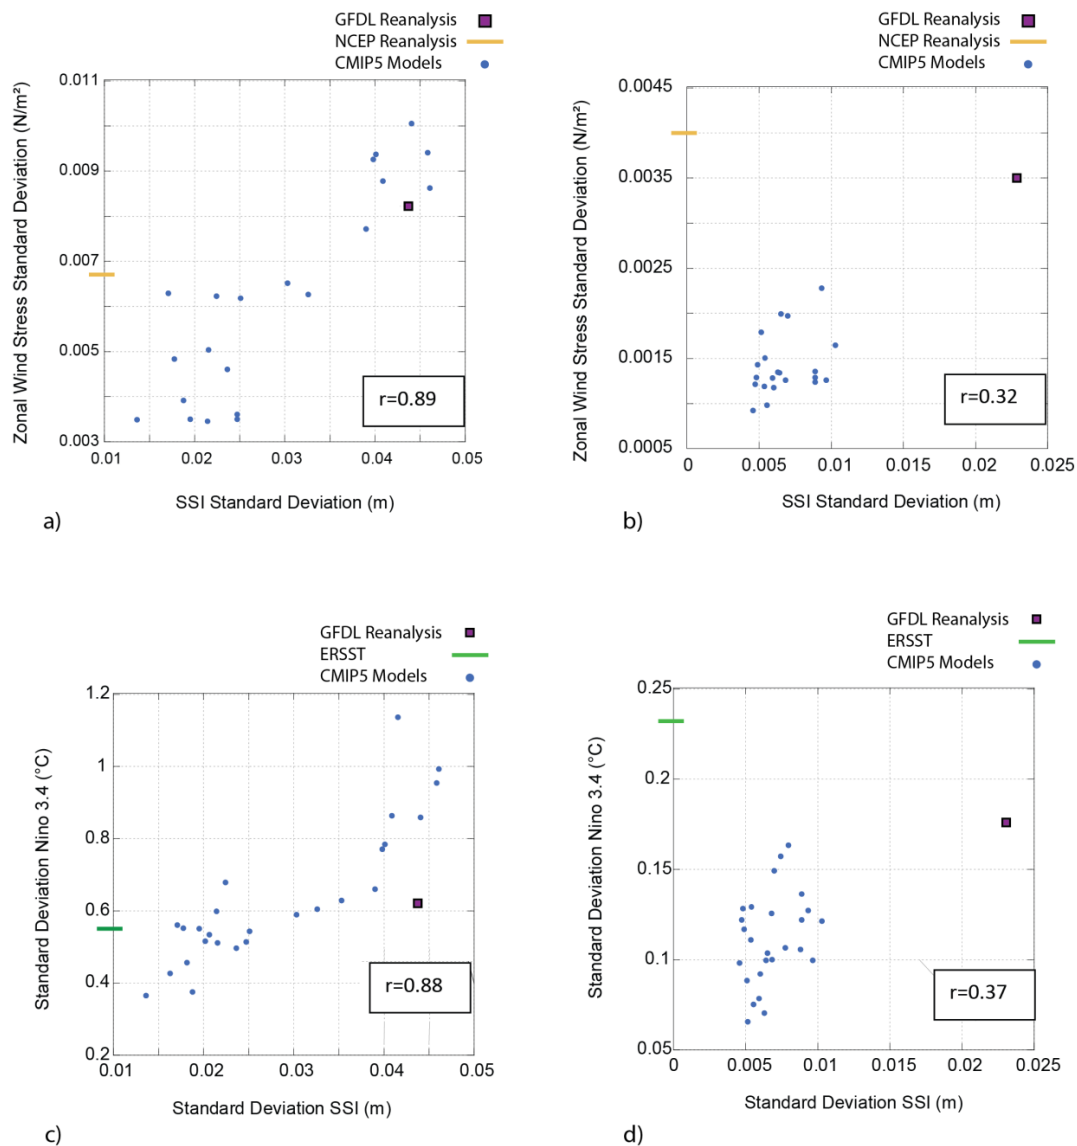 GFDL Reanalysis
NCEP Reanalysis
CMIP5 Models
0.011
0.009
0.007
0.005
0.003
0.01 0.02 0.03 0.04 0.05
Zonal Wind Stress Standard Deviation (N/m²)
SSI Standard Deviation (m)
r=0.89
a)
GFDL Reanalysis
NCEP Reanalysis
CMIP5 Models
0.0045
0.0035
0.0025
0.0015
0.0005
0 0.005 0.01 0.015 0.02 0.025
Zonal Wind Stress Standard Deviation (N/m²)
SSI Standard Deviation (m)
r=0.32
b)
GFDL Reanalysis
ERSST
CMIP5 Models
1.2
1
0.8
0.6
0.4
0.2
0.01 0.02 0.03 0.04 0.05
Standard Deviation Nino 3.4 (°C)
Standard Deviation SSI (m)
r=0.88
c)
GFDL Reanalysis
ERSST
CMIP5 Models
0.25
0.2
0.15
0.1
0.05
0 0.005 0.01 0.015 0.02 0.025
Standard Deviation Nino 3.4 (°C)
Standard Deviation SSI (m)
r=0.37
d)